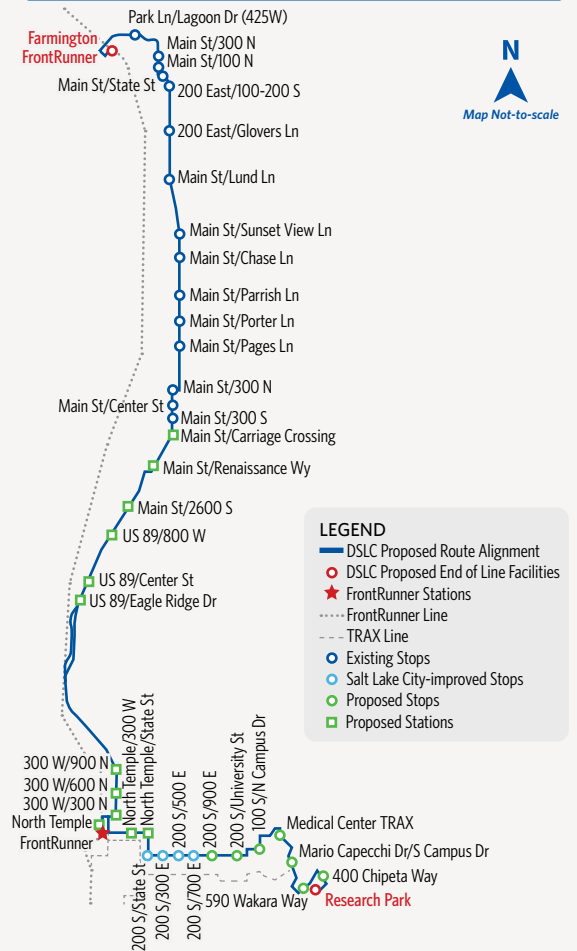 Park Ln/Lagoon Dr (425W)
Farmington
FrontRunner
Main St/300 N
Main St/100 N
Main St/State St
200 East/100-200 S
N
Map Not-to-scale
200 East/Glovers Ln
Main St/Lund Ln
Main St/Sunset View Ln
Main St/Chase Ln
Main St/Parrish Ln
Main St/Porter Ln
Main St/Pages Ln
Main St/300 N
Main St/Center St
Main St/300 S
Main St/Carriage Crossing
Main St/Renaissance Wy
Main St/2600 S
US 89/800 W
US 89/Center St
US 89/Eagle Ridge Dr
LEGEND
DSLC Proposed Route Alignment
DSLC Proposed End of Line Facilities
FrontRunner Stations
FrontRunner Line
TRAX Line
Existing Stops
Salt Lake City-improved Stops
Proposed Stops
Proposed Stations
300 W/900 N
300 W/600 N
300 W/300 N
North Temple
FrontRunner
North Temple/300 W
North Temple/State St
200 S/State St
200 S/300 E
200 S/500 E
200 S/700 E
200 S/900 E
200 S/University St
100 S/N Campus Dr
Medical Center TRAX
Mario Capecchi Dr/S Campus Dr
400 Chipeta Way
590 Wakara Way
Research Park